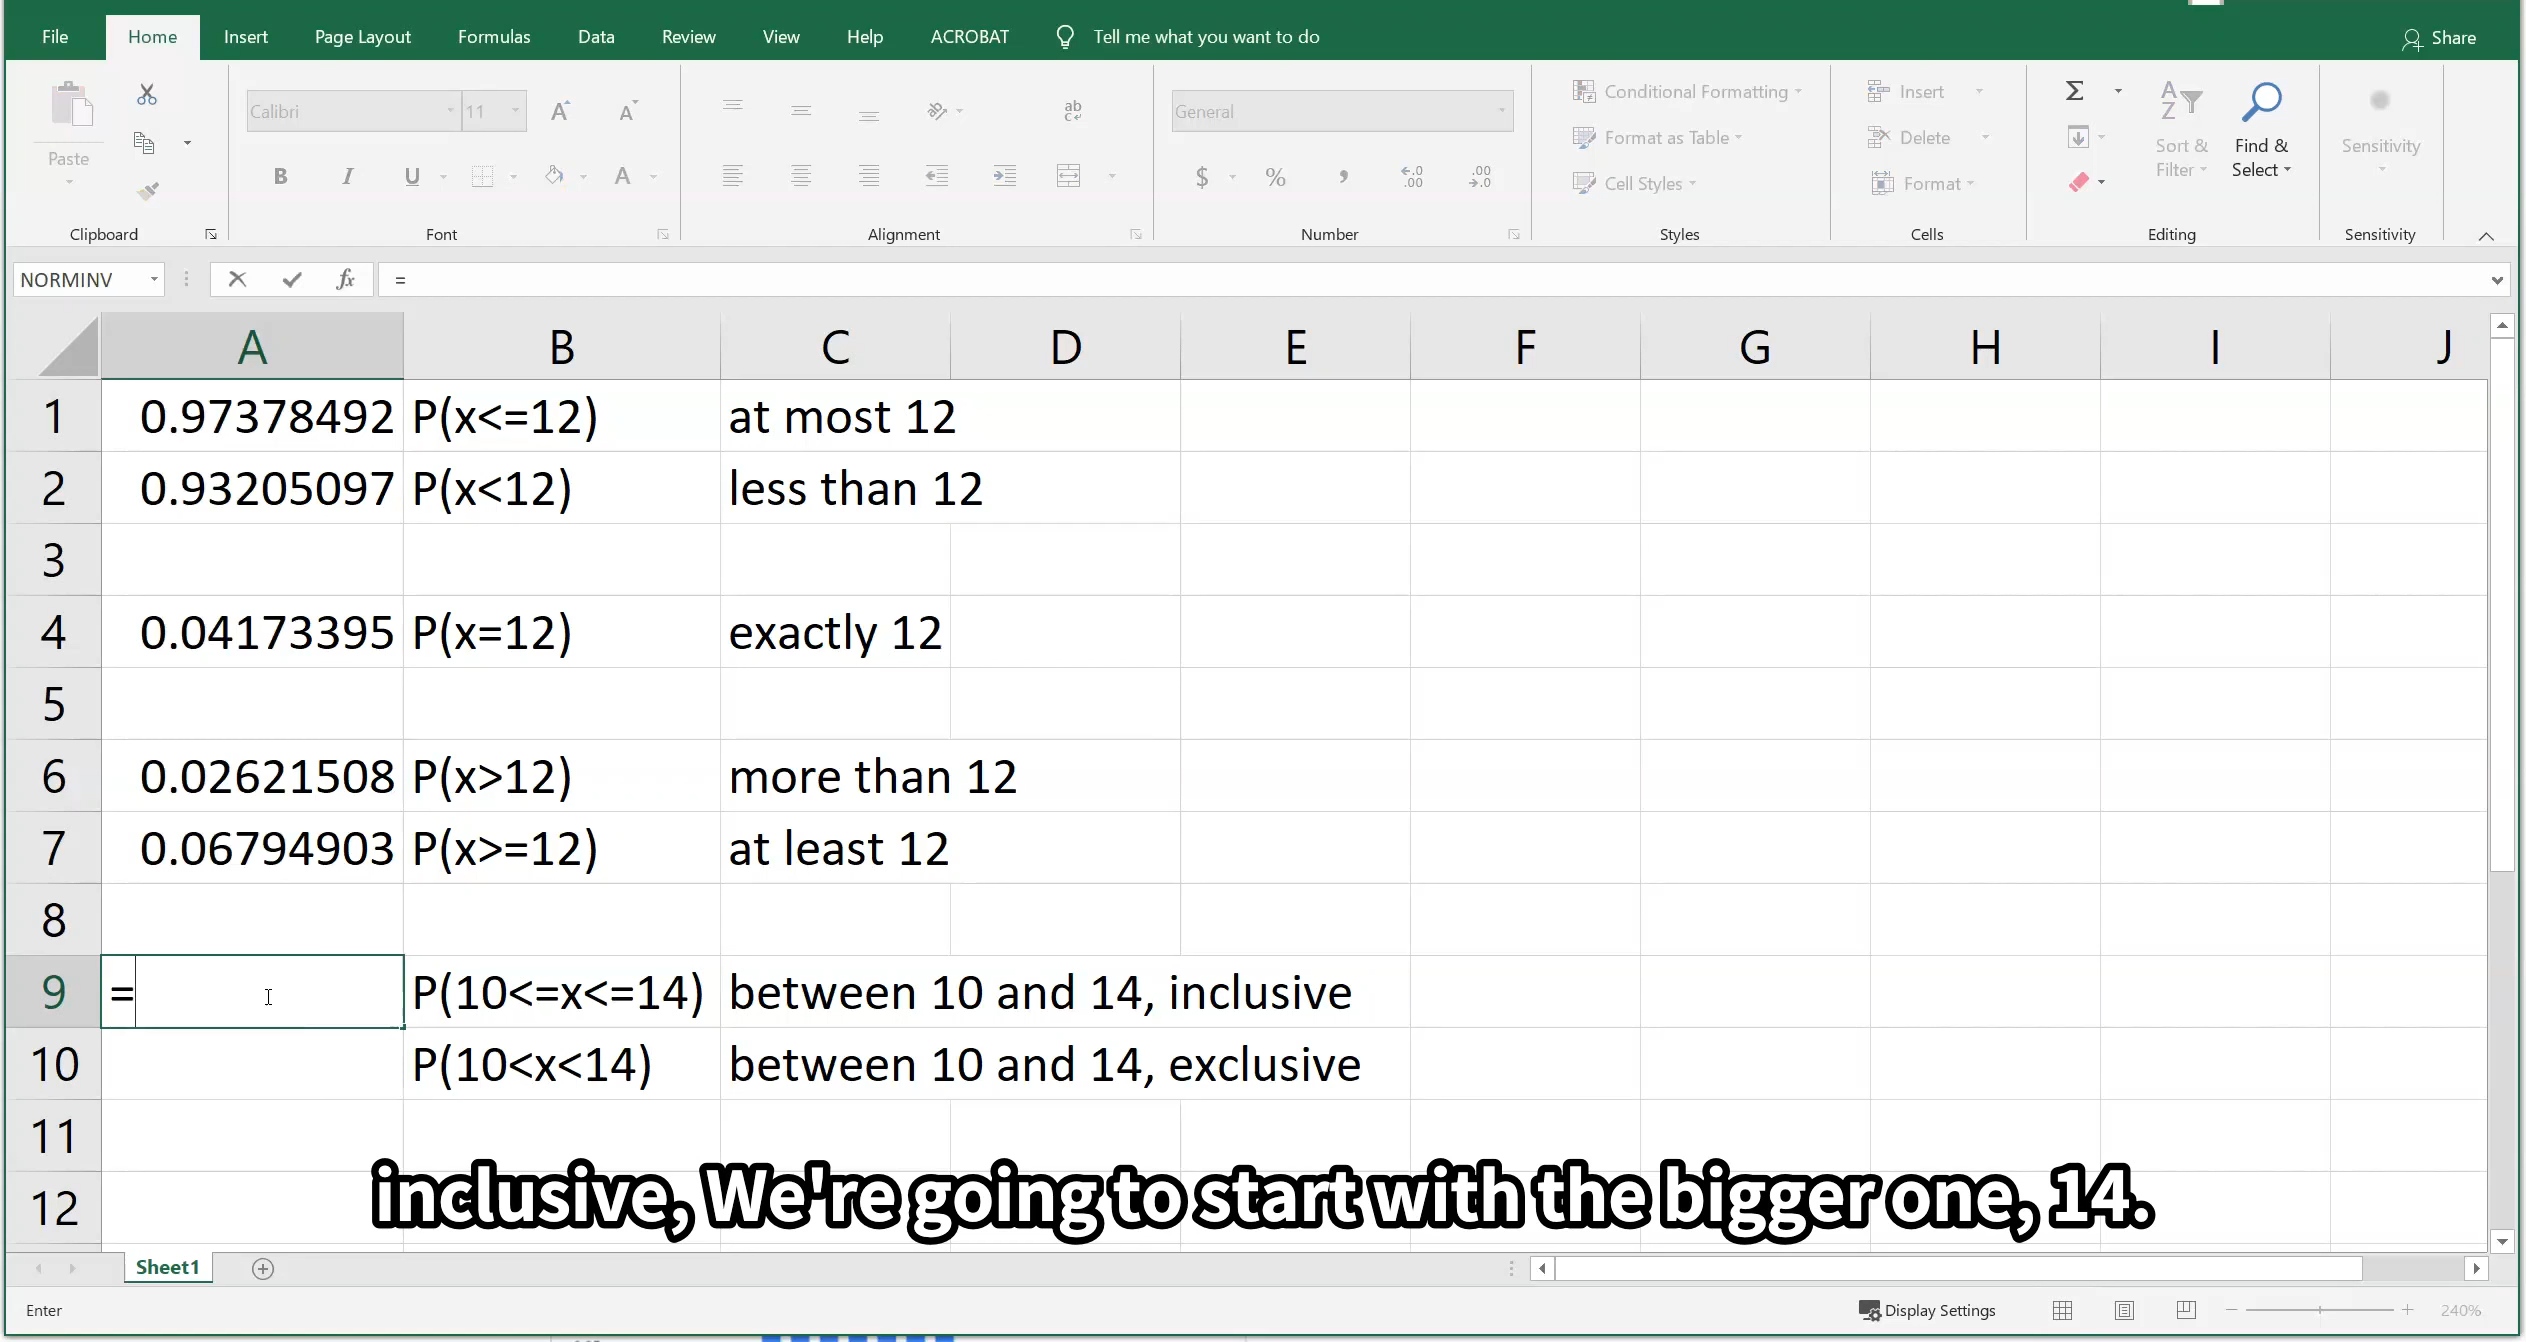 File Home Insert Page Layout Formulas Data Review View Help ACROBAT Tell me what you want to do Share
Paste
Calibri 11
General
Conditional Formatting
Format as Table
Cell Styles
Insert
Delete
Format
Sort & Filter
Find & Select
Sensitivity
Clipboard Font Alignment Number Styles Cells Editing Sensitivity
NORMINV =
A B C D E F G H I J
1 0.97378492 P(x<=12) at most 12
2 0.93205097 P(x<12) less than 12
3
4 0.04173395 P(x=12) exactly 12
5
6 0.02621508 P(x>12) more than 12
7 0.06794903 P(x>=12) at least 12
8
9 = P(10<=x<=14) between 10 and 14, inclusive
10 P(10<x<14) between 10 and 14, exclusive
11
12
inclusive, We're going to start with the bigger one, 14.
Sheet1
Enter Display Settings 240%